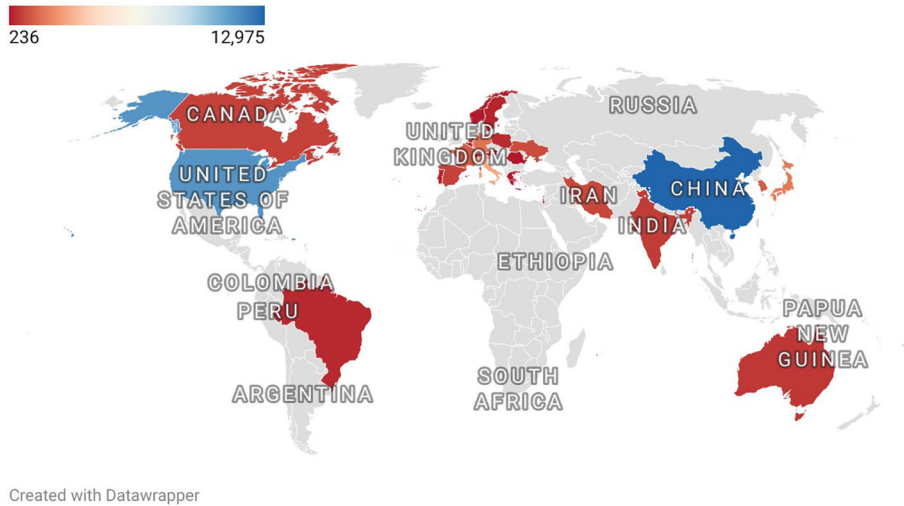 236 12,975
CANADA
RUSSIA
UNITED
KINGDOM
UNITED
STATES OF
AMERICA
CHINA
IRAN
INDIA
ETHIOPIA
COLOMBIA
PERU
PAPUA
NEW
GUINEA
SOUTH
AFRICA
ARGENTINA
Created with Datawrapper